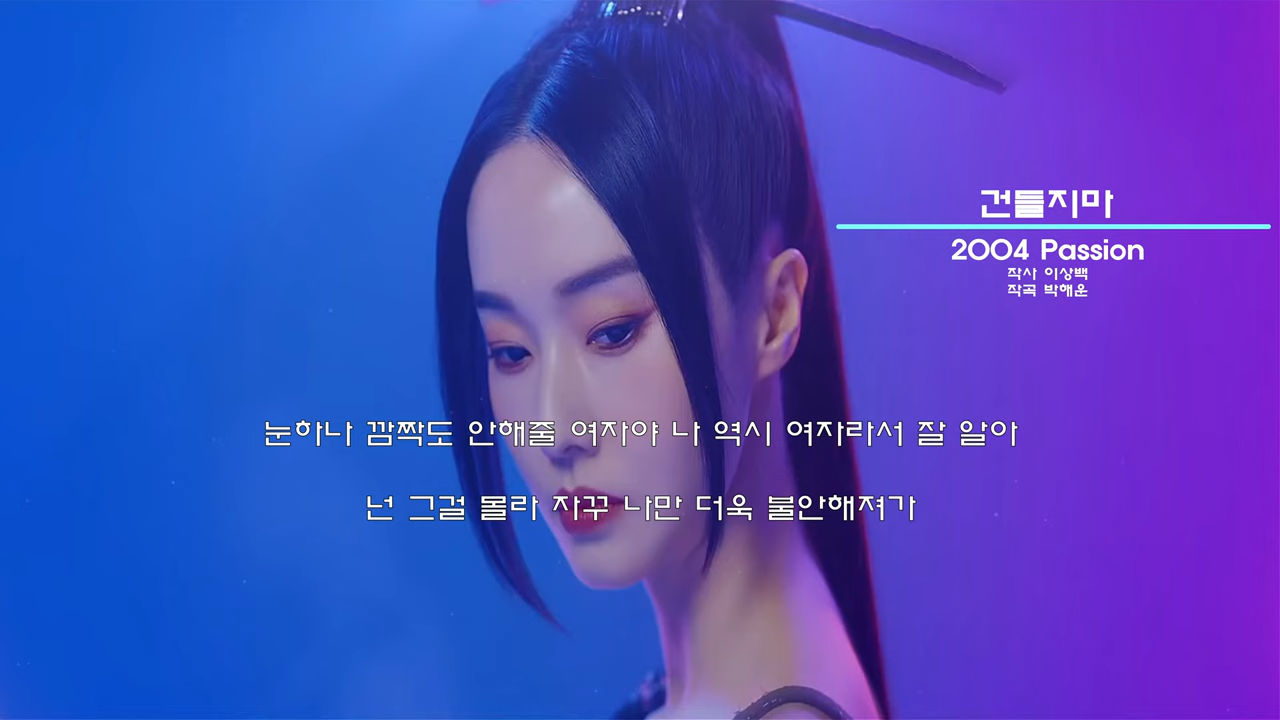 건들지마
2004 Passion
작사 이상백
작곡 박해운
눈하나 깜짝도 안해줄 여자야 나 역시 여자라서 잘 알아
넌 그걸 몰라 자꾸 나만 더욱 불안해져가